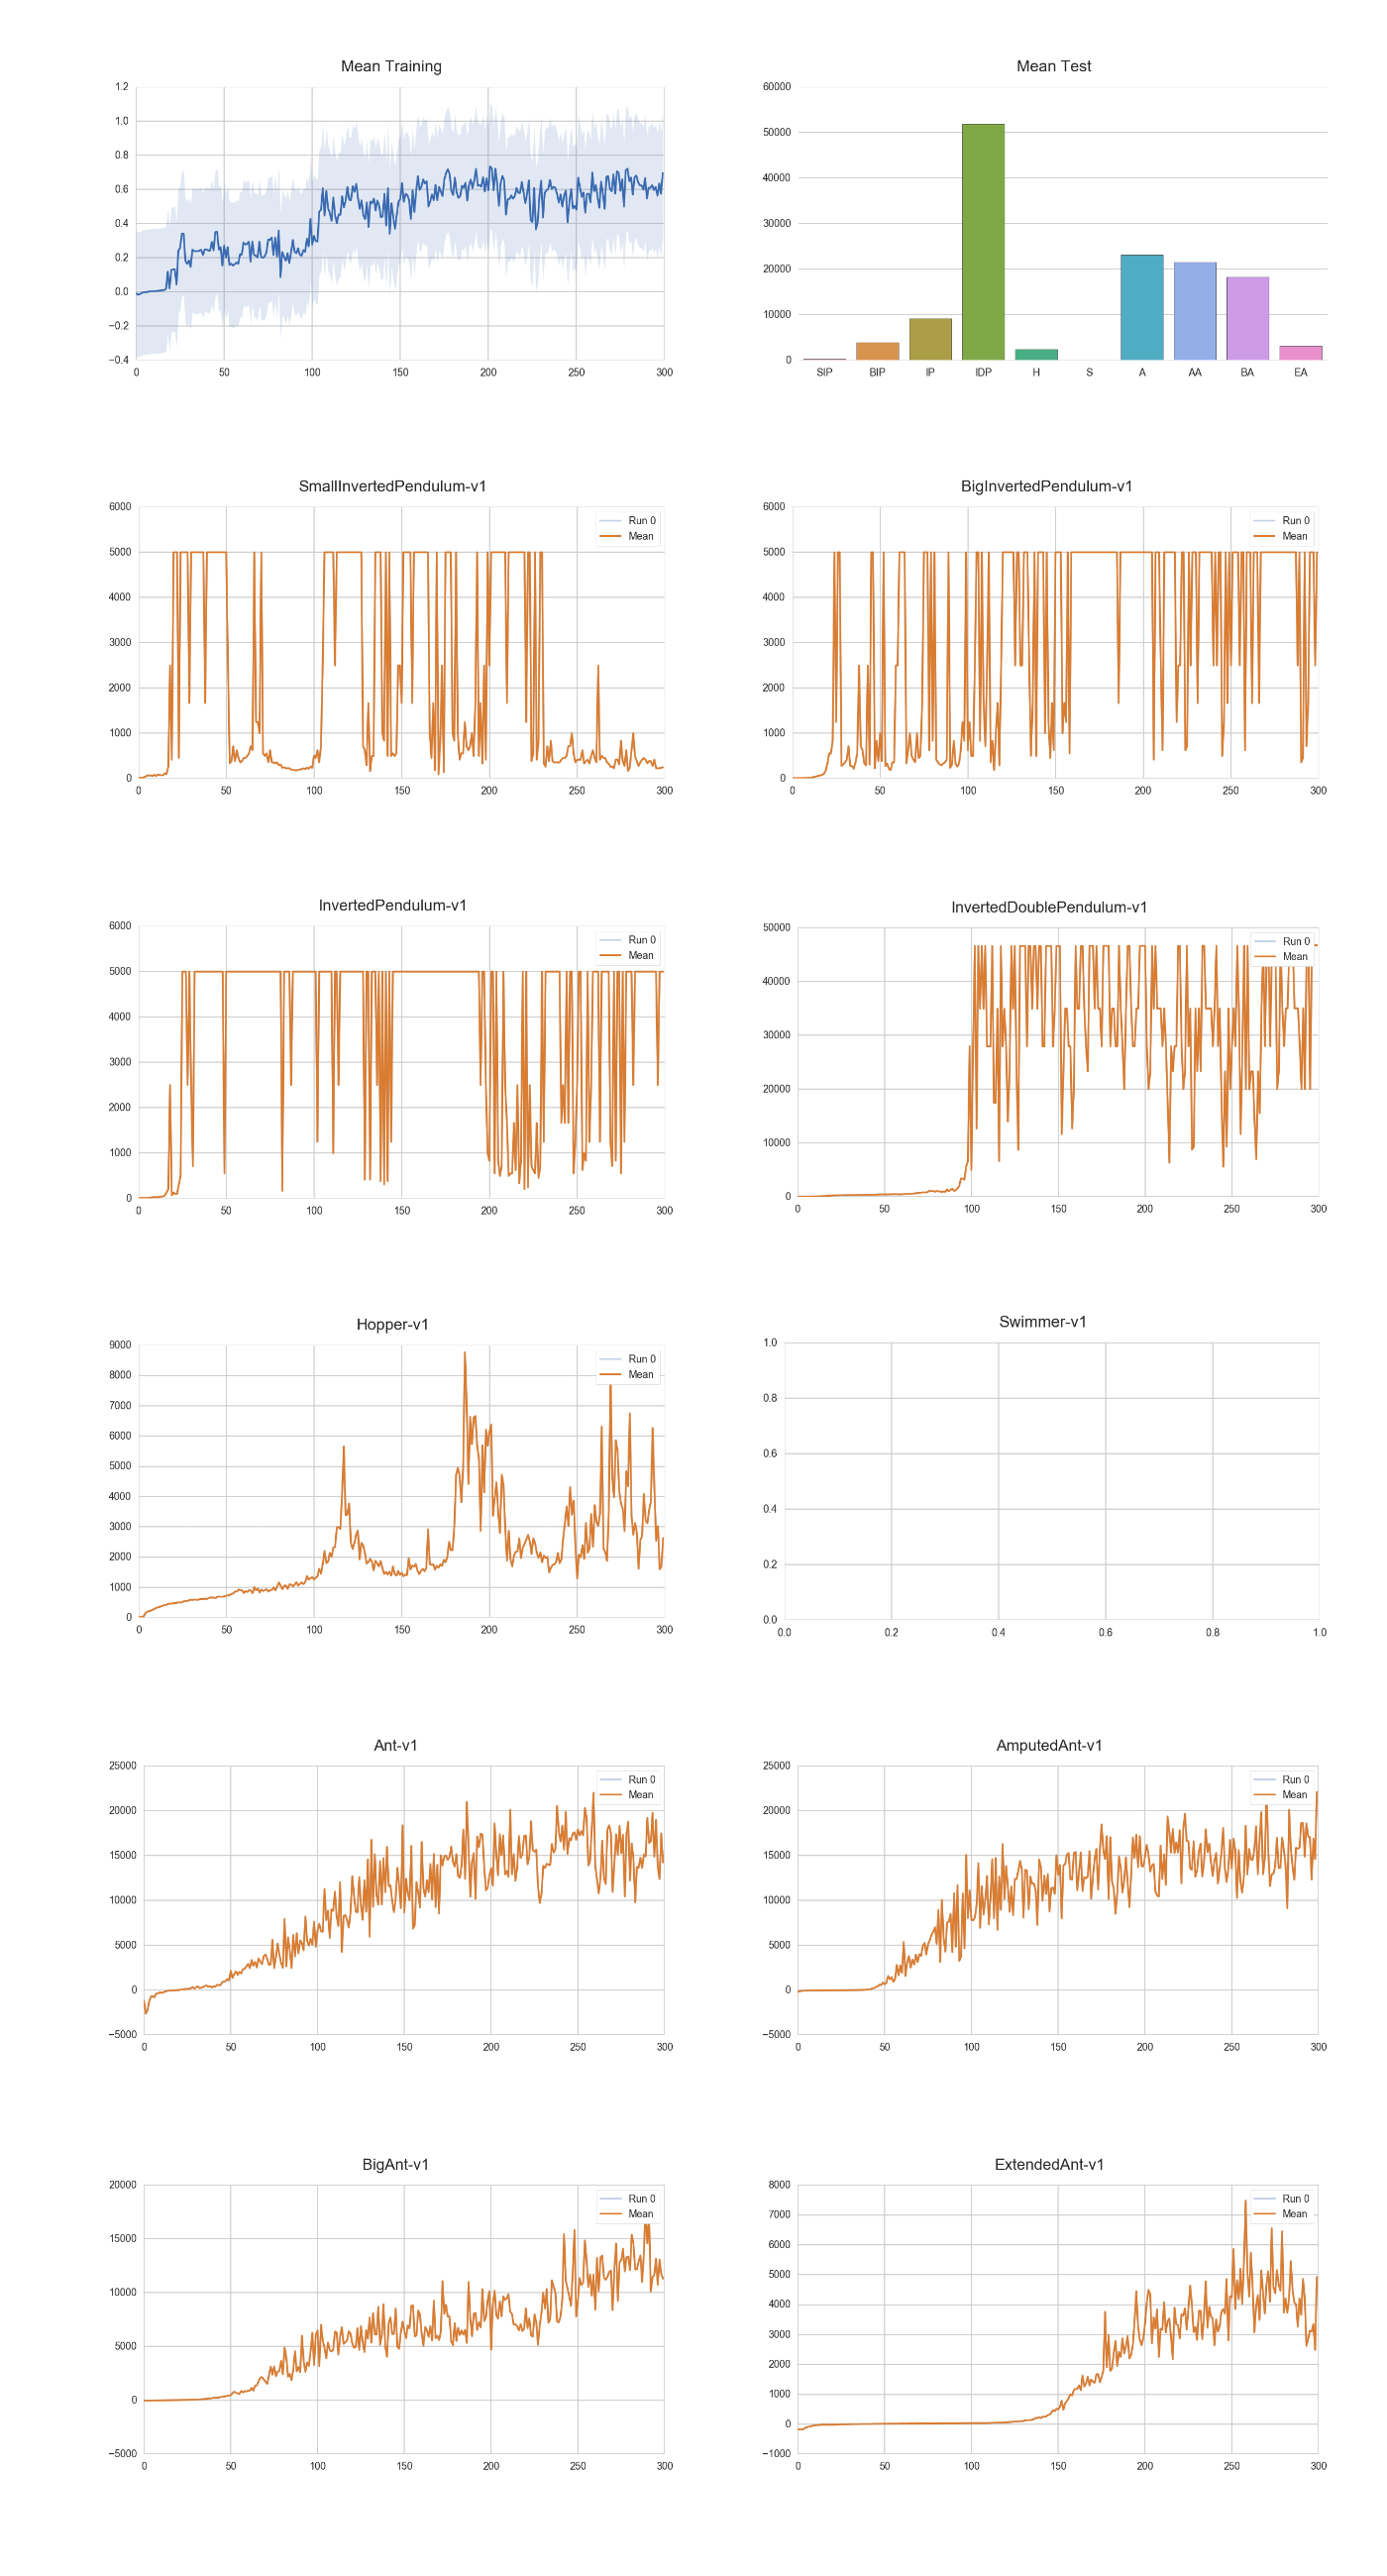 Mean Training
1.2
1.0
0.8
0.6
0.4
0.2
0.0
−0.2
−0.4
0 50 100 150 200 250 300
Mean Test
60000
50000
40000
30000
20000
10000
0
SIP BIP IP IDP H S A AA BA EA
SmallInvertedPendulum-v1
6000
5000
4000
3000
2000
1000
0
0 50 100 150 200 250 300
Run 0
Mean
BigInvertedPendulum-v1
6000
5000
4000
3000
2000
1000
0
0 50 100 150 200 250 300
Run 0
Mean
InvertedPendulum-v1
6000
5000
4000
3000
2000
1000
0
0 50 100 150 200 250 300
Run 0
Mean
InvertedDoublePendulum-v1
50000
40000
30000
20000
10000
0
0 50 100 150 200 250 300
Run 0
Mean
Hopper-v1
9000
8000
7000
6000
5000
4000
3000
2000
1000
0
0 50 100 150 200 250 300
Run 0
Mean
Swimmer-v1
1.0
0.8
0.6
0.4
0.2
0.0
0.0 0.2 0.4 0.6 0.8 1.0
Ant-v1
25000
20000
15000
10000
5000
0
−5000
0 50 100 150 200 250 300
Run 0
Mean
AmputedAnt-v1
25000
20000
15000
10000
5000
0
−5000
0 50 100 150 200 250 300
Run 0
Mean
BigAnt-v1
20000
15000
10000
5000
0
−5000
0 50 100 150 200 250 300
Run 0
Mean
ExtendedAnt-v1
8000
7000
6000
5000
4000
3000
2000
1000
0
−1000
0 50 100 150 200 250 300
Run 0
Mean